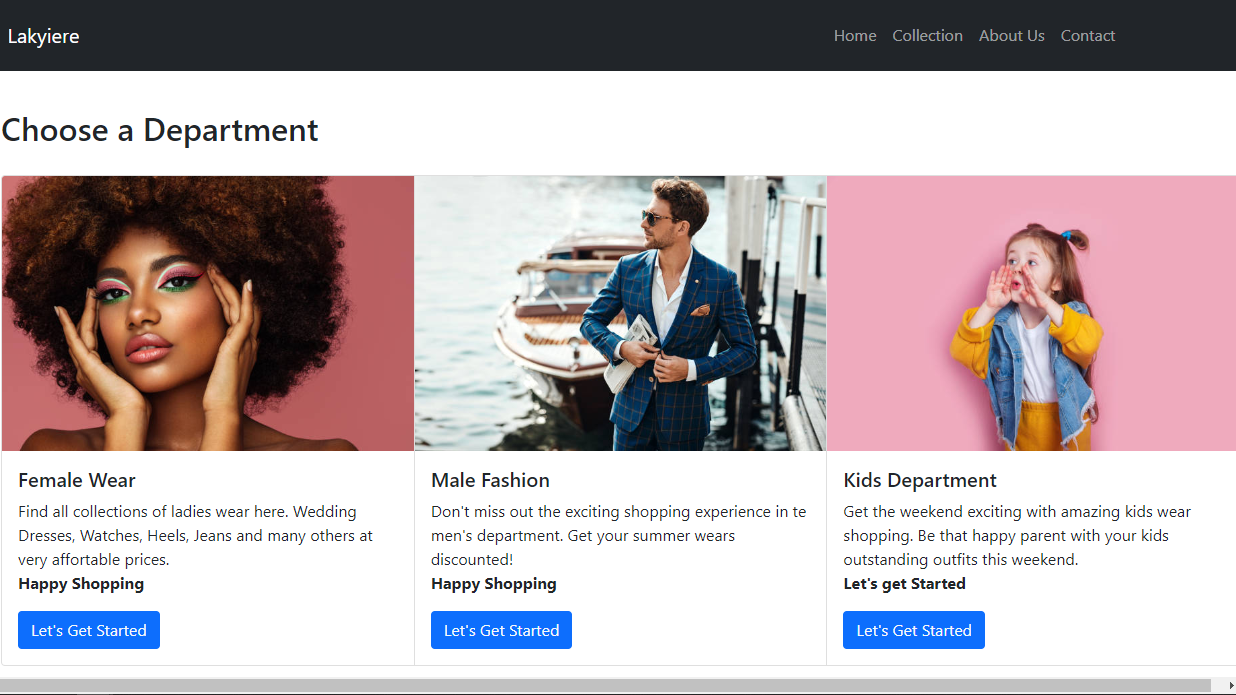 Lakyiere
Home Collection About Us Contact
Choose a Department
Female Wear
Find all collections of ladies wear here. Wedding
Dresses, Watches, Heels, Jeans and many others at
very affortable prices.
Happy Shopping
Let's Get Started
Male Fashion
Don't miss out the exciting shopping experience in te
men's department. Get your summer wears
discounted!
Happy Shopping
Let's Get Started
Kids Department
Get the weekend exciting with amazing kids wear
shopping. Be that happy parent with your kids
outstanding outfits this weekend.
Let's get Started
Let's Get Started